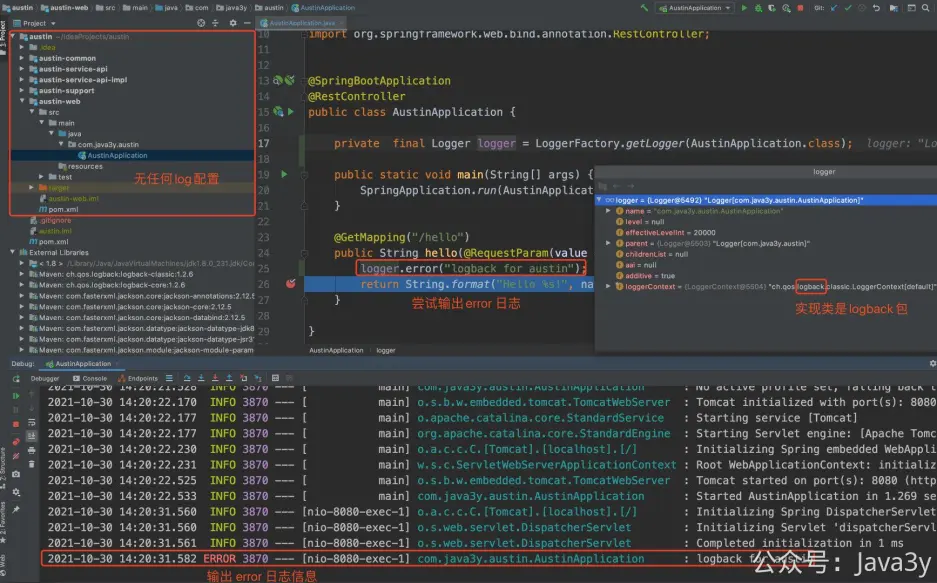 austin austin-web src main java com java3y austin AustinApplication
AustinApplication
Git:
Project
AustinApplication.java
austin ~/IdeaProjects/austin
.idea
austin-common
austin-service-api
austin-service-api-impl
austin-support
austin-web
src
main
java
com.java3y.austin
AustinApplication
resources
test
target
austin-web.iml
pom.xml
.gitignore
austin.iml
pom.xml
External Libraries
< 1.8 > /Library/Java/JavaVirtualMachines/jdk1.8.0_231.jdk/Con
Maven: ch.qos.logback:logback-classic:1.2.6
Maven: ch.qos.logback:logback-core:1.2.6
Maven: com.fasterxml.jackson.core:jackson-annotations:2.12.5
Maven: com.fasterxml.jackson.core:jackson-core:2.12.5
Maven: com.fasterxml.jackson.core:jackson-databind:2.12.5
Maven: com.fasterxml.jackson.datatype:jackson-datatype-jdk8
Maven: com.fasterxml.jackson.datatype:jackson-datatype-jsr3
Maven: com.fasterxml.jackson.module:jackson-module-param
无任何log配置
10 import org.springframework.web.bind.annotation.RestController;
11
12
13 @SpringBootApplication
14 @RestController
15 public class AustinApplication {
16
17 private final Logger logger = LoggerFactory.getLogger(AustinApplication.class); logger: "Lo
18
19 public static void main(String[] args) {
20 SpringApplication.run(AustinApplicat
21 }
22
23 @GetMapping("/hello")
24 public String hello(@RequestParam(value
25 logger.error("logback for austin");
26 return String.format("Hello %s!", na
27 }
28
29 }
尝试输出error 日志
AustinApplication logger
logger
logger = {Logger@5492} "Logger[com.java3y.austin.AustinApplication]"
name = "com.java3y.austin.AustinApplication"
level = null
effectiveLevelInt = 20000
parent = {Logger@5503} "Logger[com.java3y.austin]"
childrenList = null
aai = null
additive = true
loggerContext = {LoggerContext@5504} "ch.qos.logback.classic.LoggerContext[default]"
实现类是logback包
Debug: AustinApplication
Debugger Console Endpoints
2021-10-30 14:20:21.528 INFO 3870 --- [ main] com.java3y.austin.AustinApplication : No active profile set, falling back t
2021-10-30 14:20:22.170 INFO 3870 --- [ main] o.s.b.w.embedded.tomcat.TomcatWebServer : Tomcat initialized with port(s): 8080
2021-10-30 14:20:22.177 INFO 3870 --- [ main] o.apache.catalina.core.StandardService : Starting service [Tomcat]
2021-10-30 14:20:22.177 INFO 3870 --- [ main] org.apache.catalina.core.StandardEngine : Starting Servlet engine: [Apache Tomc
2021-10-30 14:20:22.230 INFO 3870 --- [ main] o.a.c.c.C.[Tomcat].[localhost].[/] : Initializing Spring embedded WebAppli
2021-10-30 14:20:22.231 INFO 3870 --- [ main] w.s.c.ServletWebServerApplicationContext : Root WebApplicationContext: initializ
2021-10-30 14:20:22.525 INFO 3870 --- [ main] o.s.b.w.embedded.tomcat.TomcatWebServer : Tomcat started on port(s): 8080 (http
2021-10-30 14:20:22.533 INFO 3870 --- [ main] com.java3y.austin.AustinApplication : Started AustinApplication in 1.269 se
2021-10-30 14:20:31.560 INFO 3870 --- [nio-8080-exec-1] o.a.c.c.C.[Tomcat].[localhost].[/] : Initializing Spring DispatcherServlet
2021-10-30 14:20:31.560 INFO 3870 --- [nio-8080-exec-1] o.s.web.servlet.DispatcherServlet : Initializing Servlet 'dispatcherServl
2021-10-30 14:20:31.561 INFO 3870 --- [nio-8080-exec-1] o.s.web.servlet.DispatcherServlet : Completed initialization in 1 ms
2021-10-30 14:20:31.582 ERROR 3870 --- [nio-8080-exec-1] com.java3y.austin.AustinApplication : logback for austin
输出 error 日志信息
公众号：Java3y